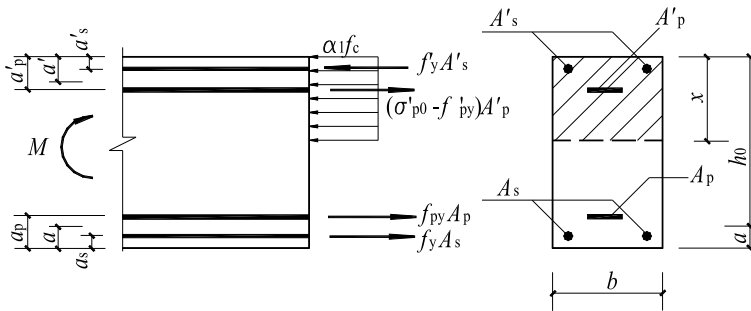 α1fc
f'yA's
(σ'p0 - f'py)A'p
a'p
a'
a's
M
fpyAp
fyAs
ap
a
as
A's
A'p
x
h0
As
Ap
a
b